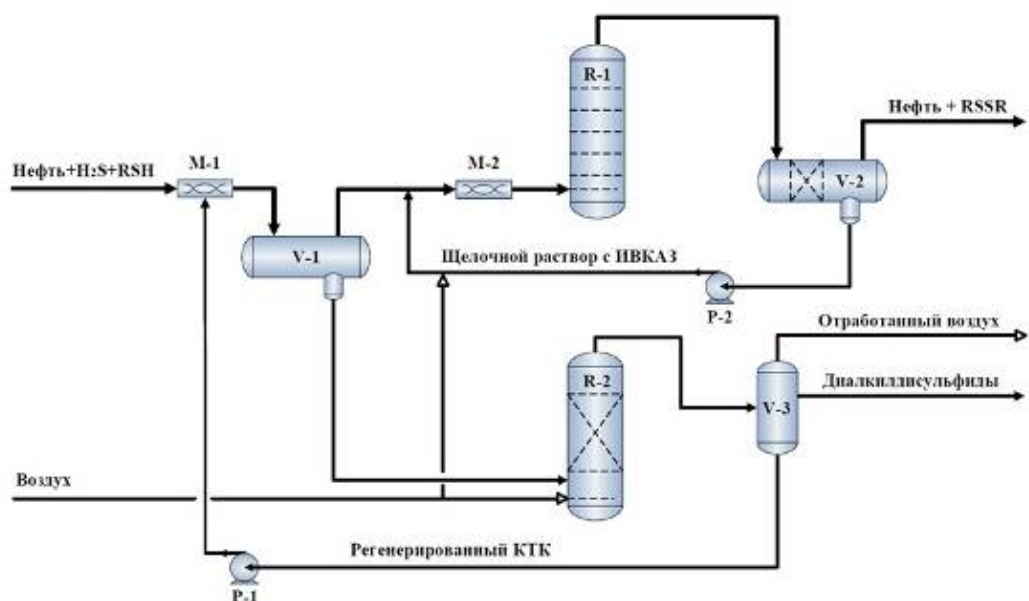 R-1
Нефть + RSSR
Нефть+H₂S+RSH
M-1
M-2
V-2
V-1
Щелочной раствор с ИВКАЗ
P-2
Отработанный воздух
R-2
Диалкилдисульфиды
V-3
Воздух
Регенерированный КТК
P-1